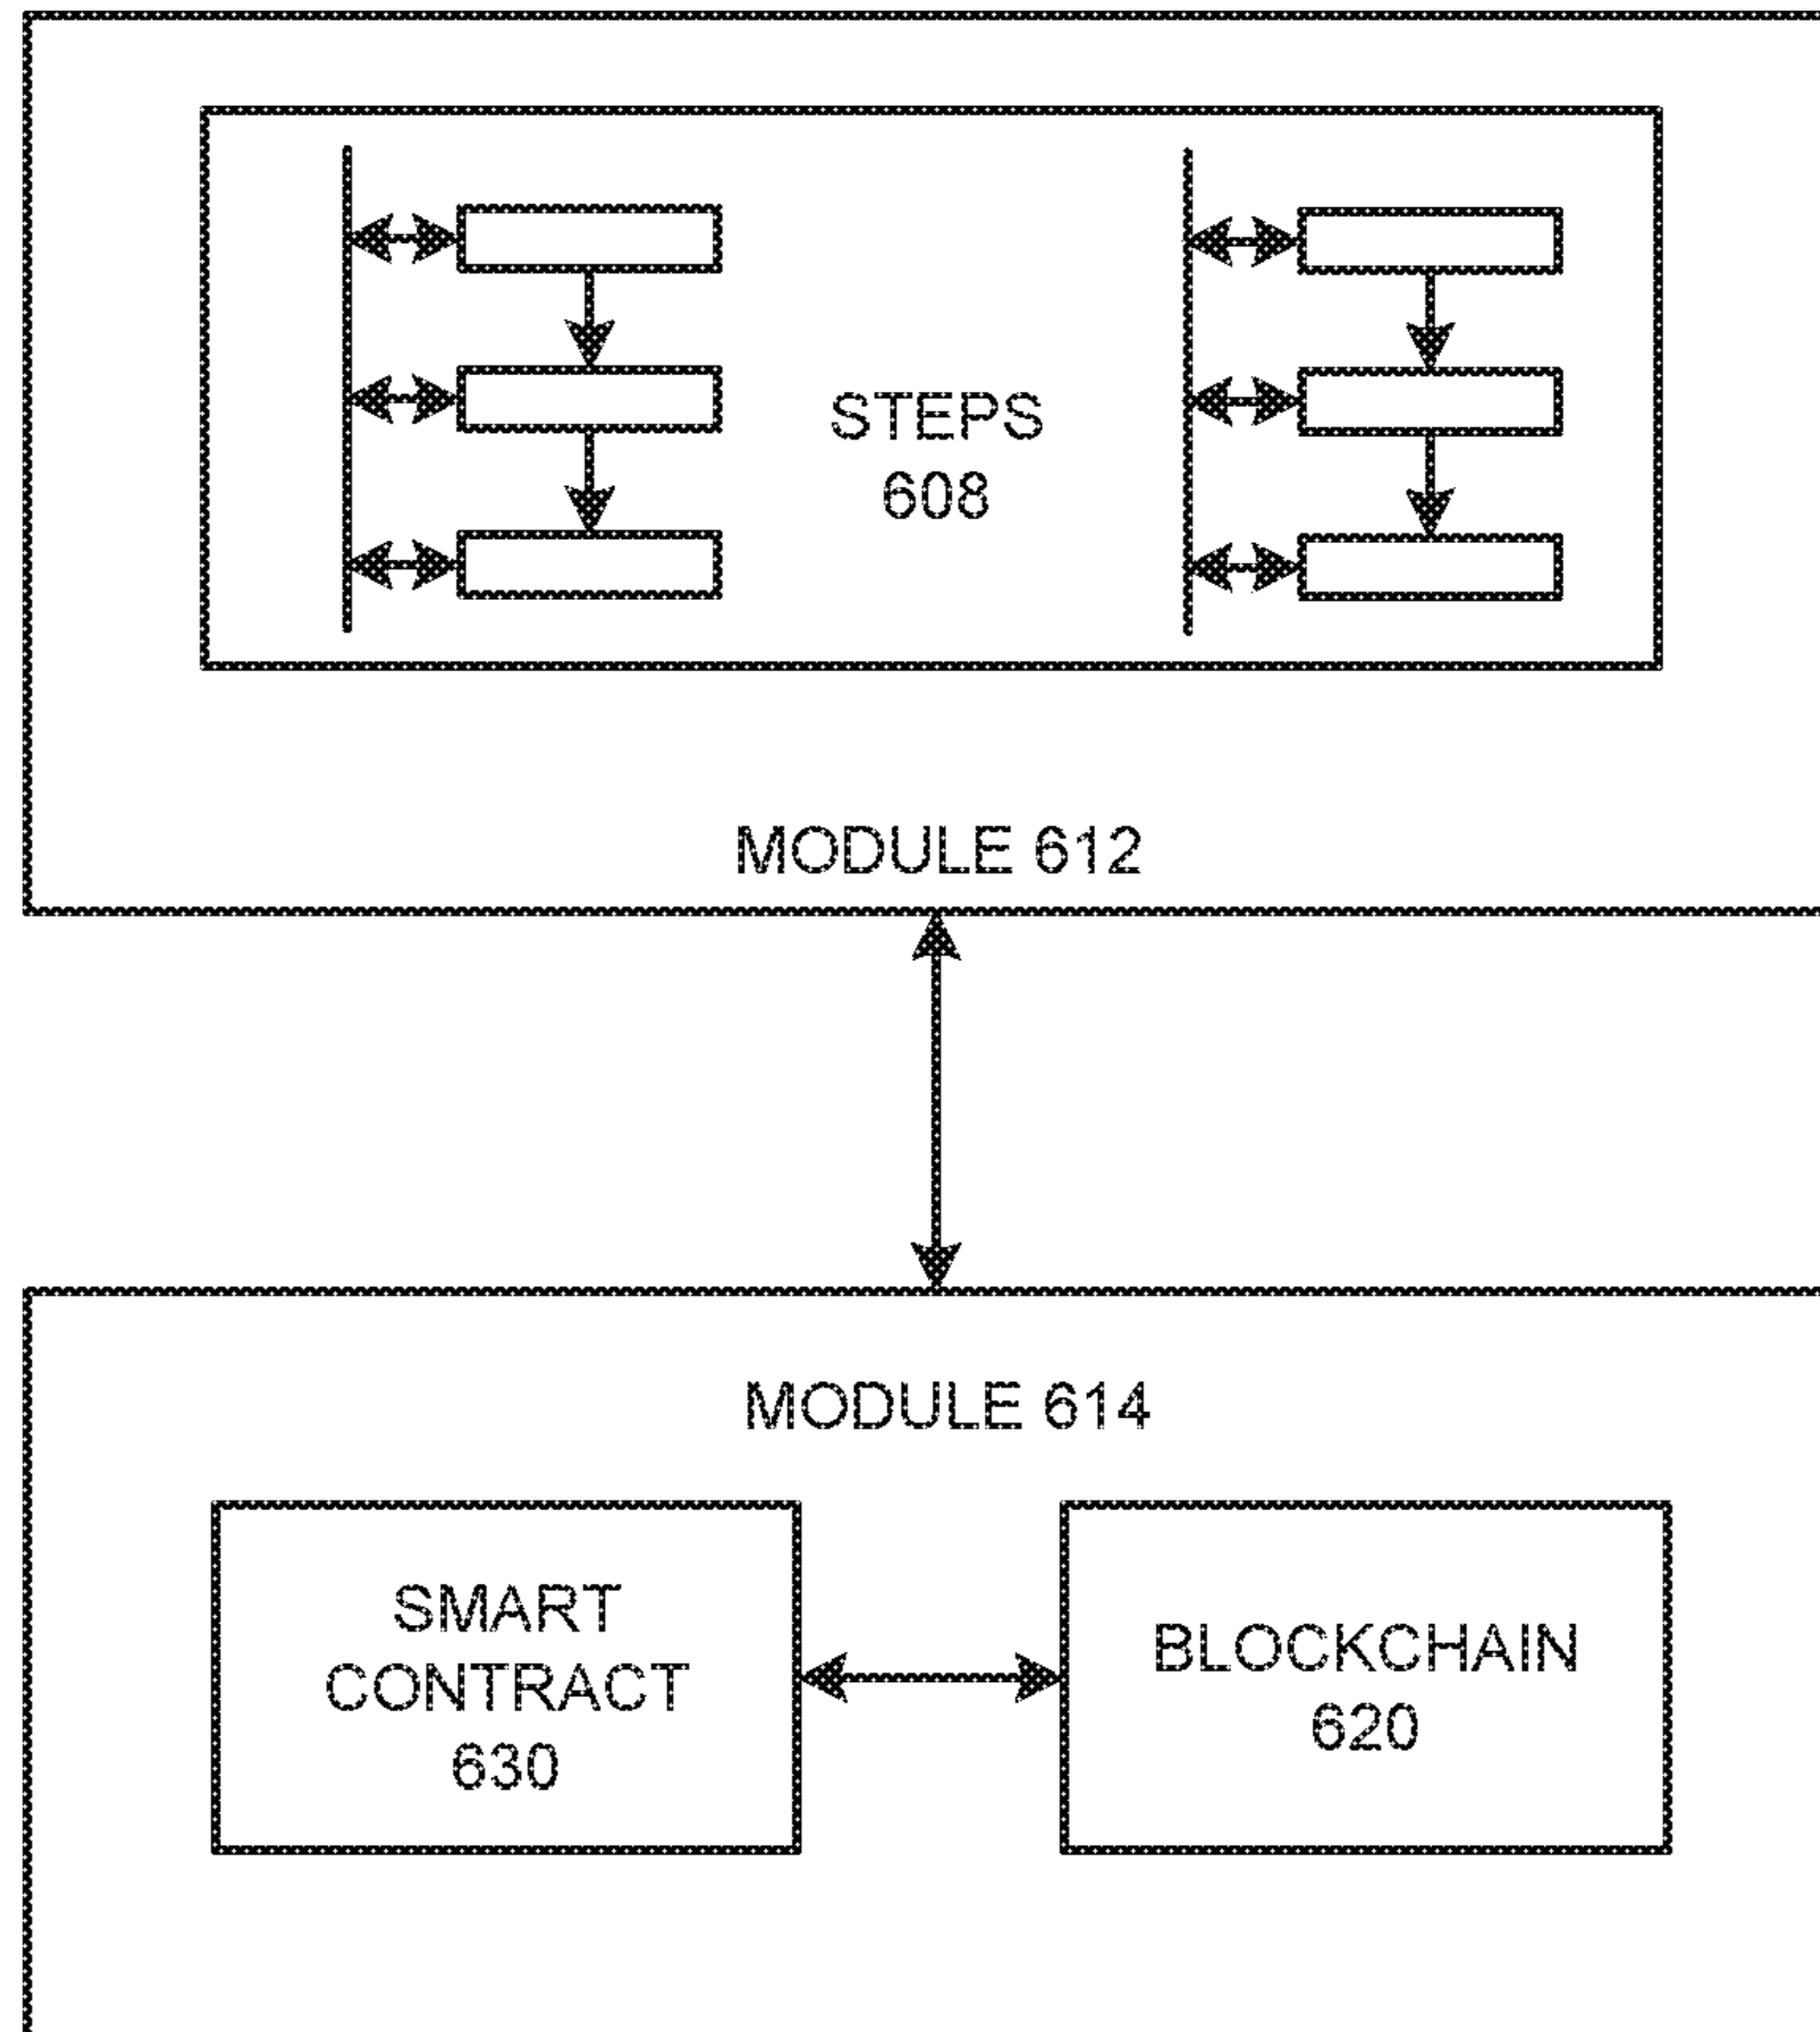 STEPS
608
MODULE 612
MODULE 614
SMART
CONTRACT
630
BLOCKCHAIN
620